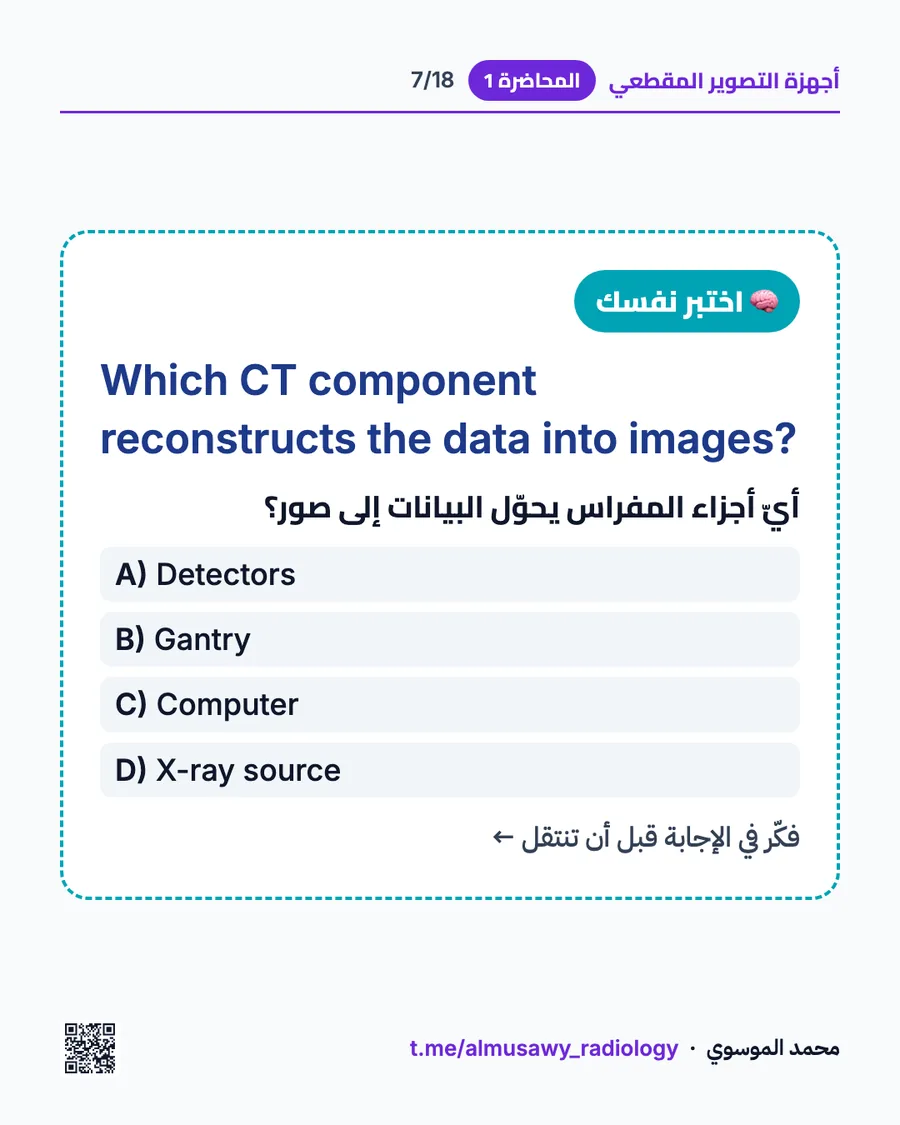 أجهزة التصوير المقطعي المحاضرة 1 7/18
🧠 اختبر نفسك
Which CT component
reconstructs the data into images?
أيّ أجزاء المفراس يحوّل البيانات إلى صور؟
A) Detectors
B) Gantry
C) Computer
D) X-ray source
فكّر في الإجابة قبل أن تنتقل ←
محمد الموسوي · t.me/almusawy_radiology